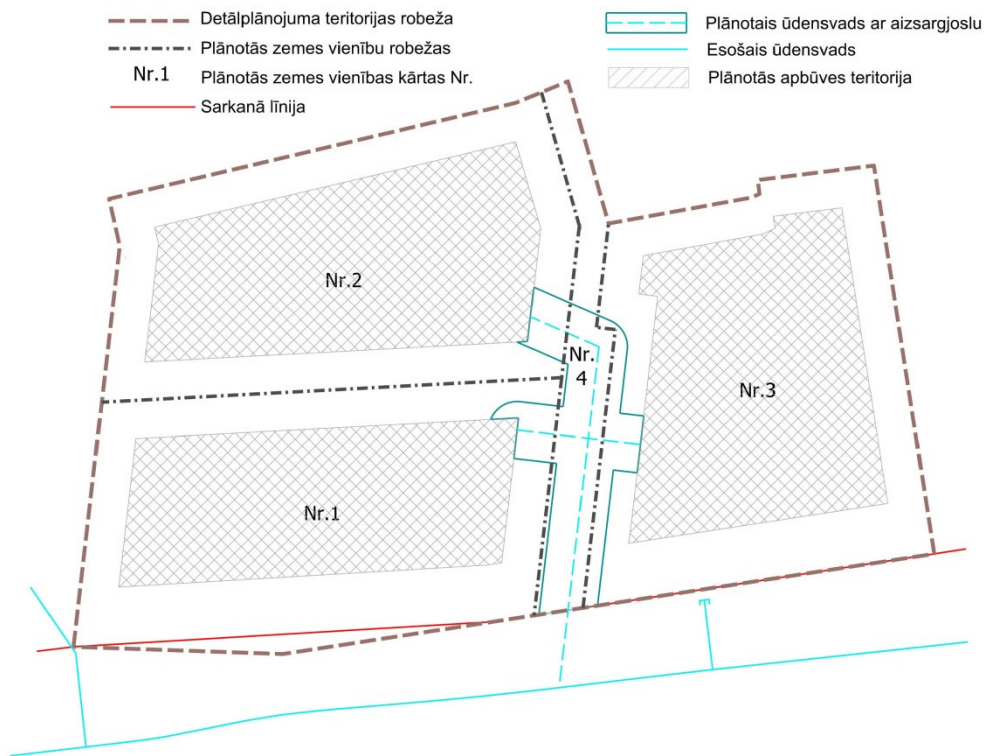 Detālplānojuma teritorijas robeža
Plānotās zemes vienību robežas
Nr.1 Plānotās zemes vienības kārtas Nr.
Sarkanā līnija
Plānotais ūdensvads ar aizsargjoslu
Esošais ūdensvads
Plānotās apbūves teritorija
Nr.2
Nr.
4
Nr.3
Nr.1